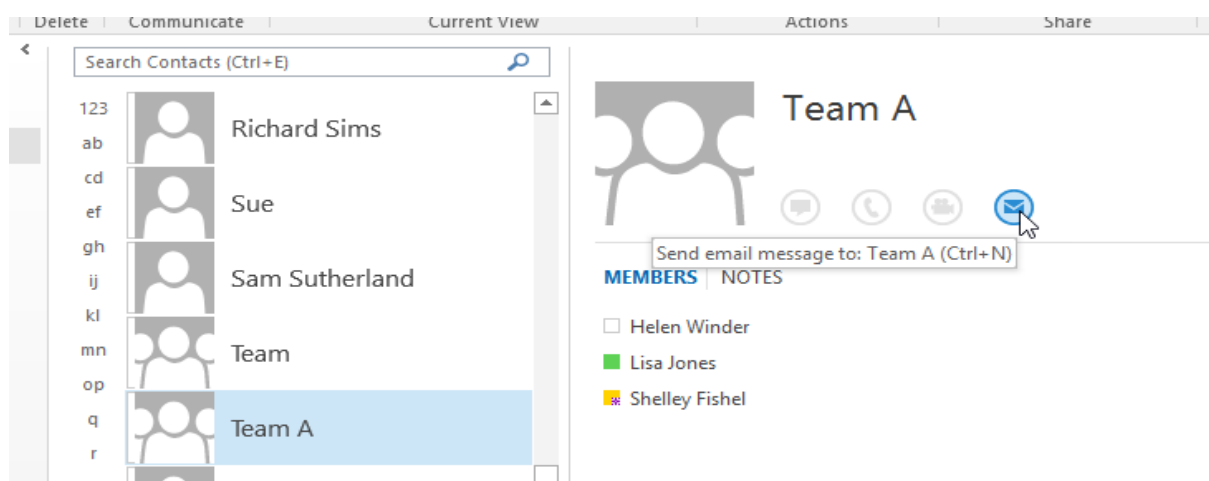 Delete Communicate Current View Actions Share
Search Contacts (Ctrl+E)
123
ab
cd
ef
gh
ij
kl
mn
op
q
r
Richard Sims
Sue
Sam Sutherland
Team
Team A
Team A
Send email message to: Team A (Ctrl+N)
MEMBERS NOTES
Helen Winder
Lisa Jones
Shelley Fishel